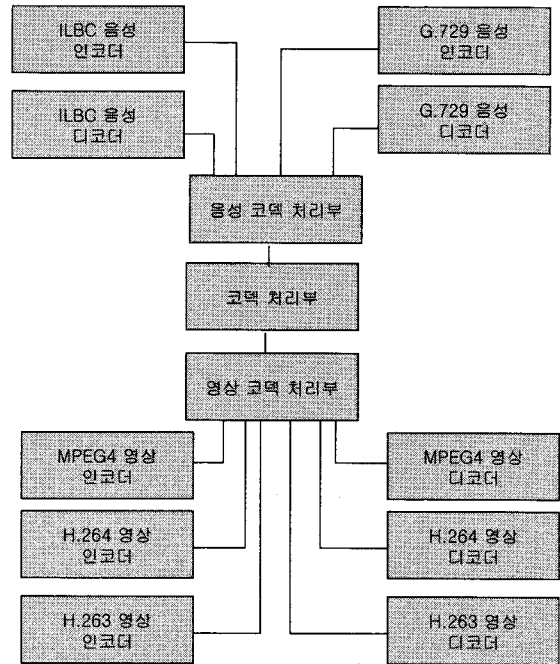 ILBC 음성
인코더
G.729 음성
인코더
ILBC 음성
디코더
G.729 음성
디코더
음성 코덱 처리부
코덱 처리부
영상 코덱 처리부
MPEG4 영상
인코더
MPEG4 영상
디코더
H.264 영상
인코더
H.264 영상
디코더
H.263 영상
인코더
H.263 영상
디코더